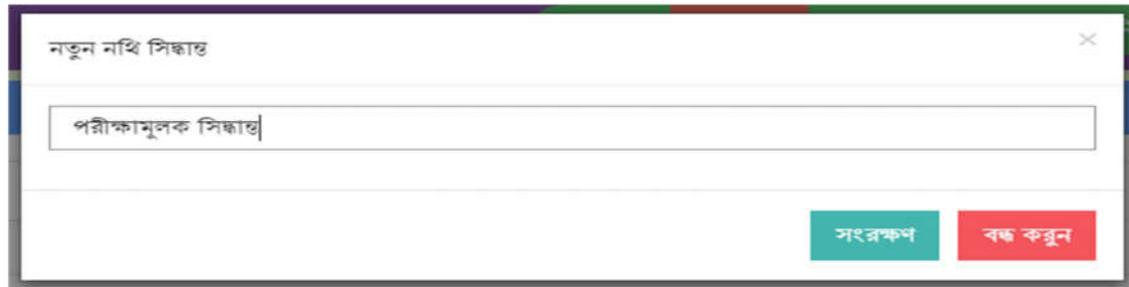 নতুন নথি সিদ্ধান্ত
×
পরীক্ষামুলক সিদ্ধান্ত
সংরক্ষণ বন্ধ করুন